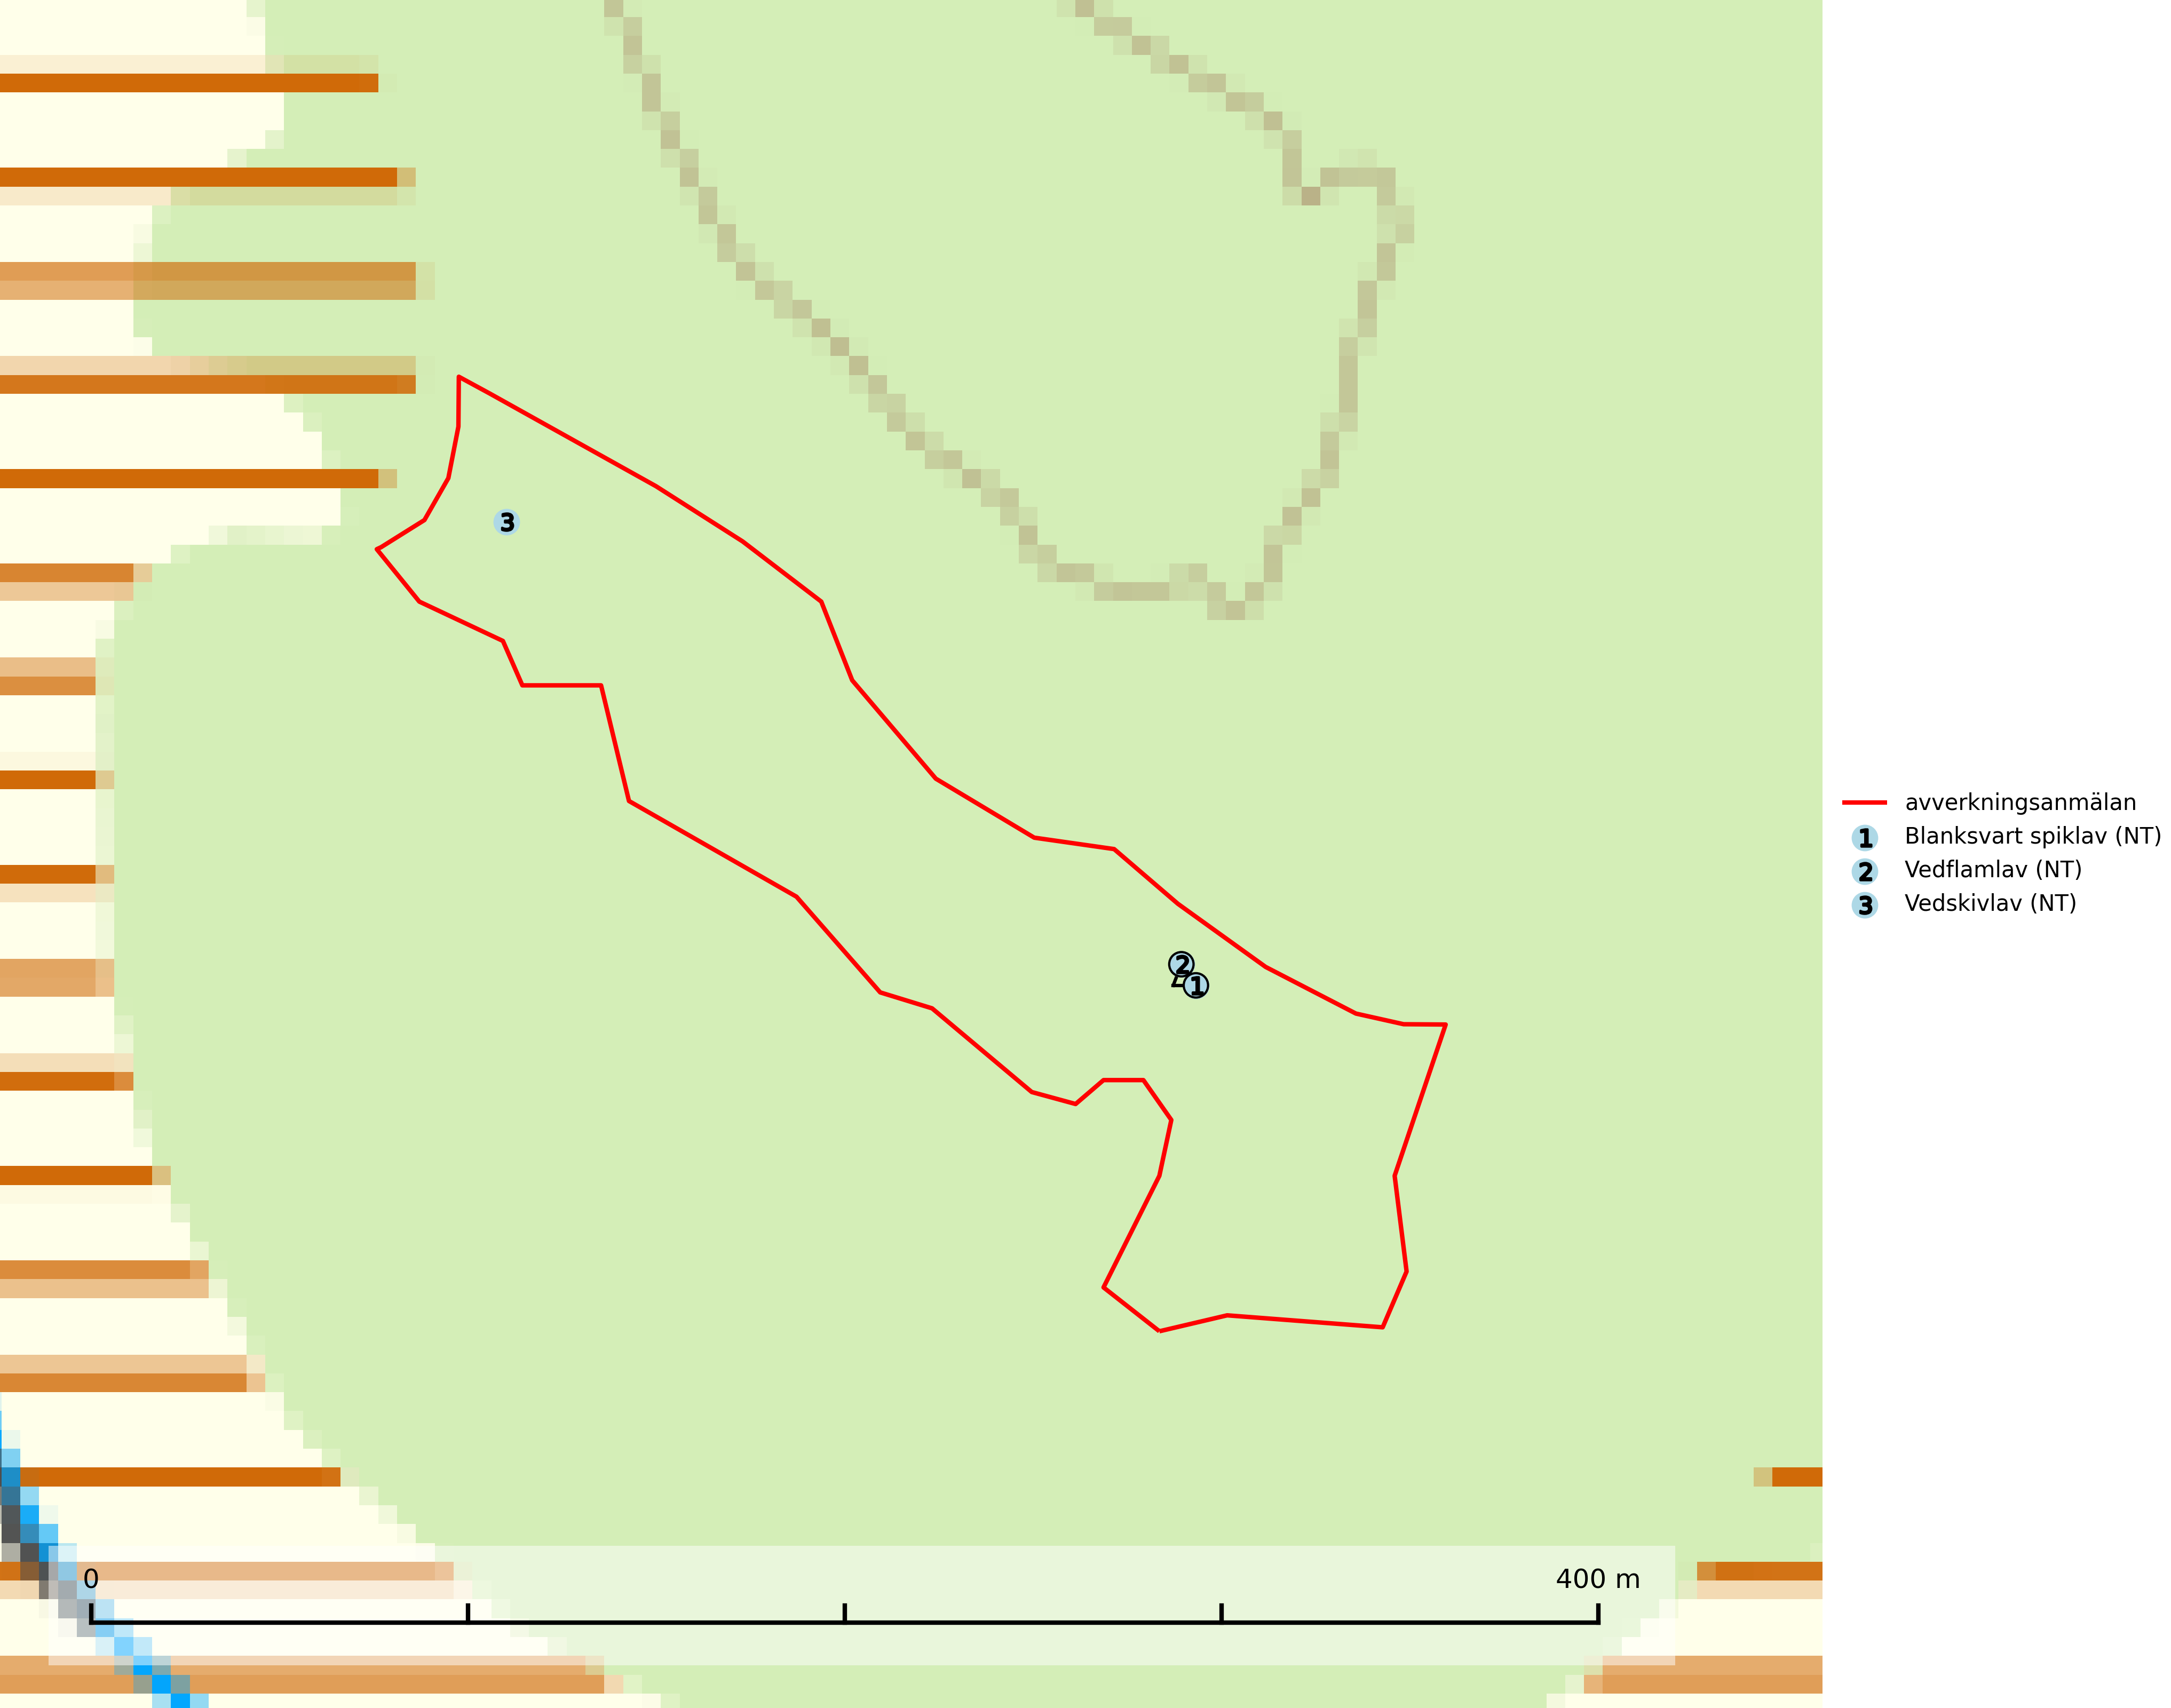 3
2
1
avverkningsanmälan
1 Blanksvart spiklav (NT)
2 Vedflamlav (NT)
3 Vedskivlav (NT)
0 400 m